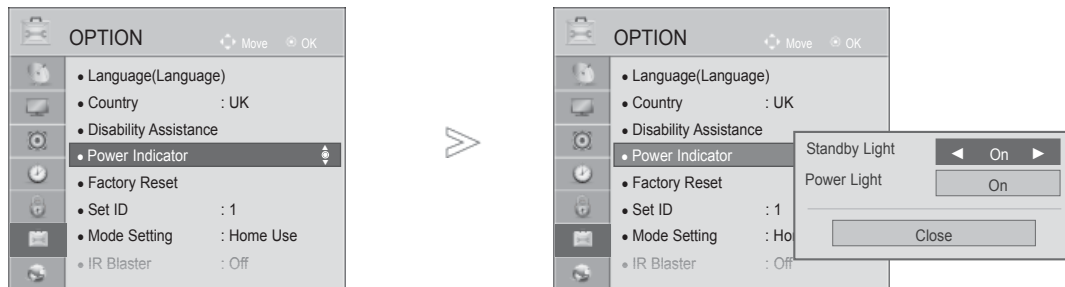 OPTION
Move OK
• Language(Language)
• Country : UK
• Disability Assistance
• Power Indicator
• Factory Reset
• Set ID : 1
• Mode Setting : Home Use
• IR Blaster : Off
OPTION
Move OK
• Language(Language)
• Country : UK
• Disability Assistance
• Power Indicator
• Factory Reset
• Set ID : 1
• Mode Setting : Ho
• IR Blaster : Off
Standby Light ◄ On ►
Power Light On
Close